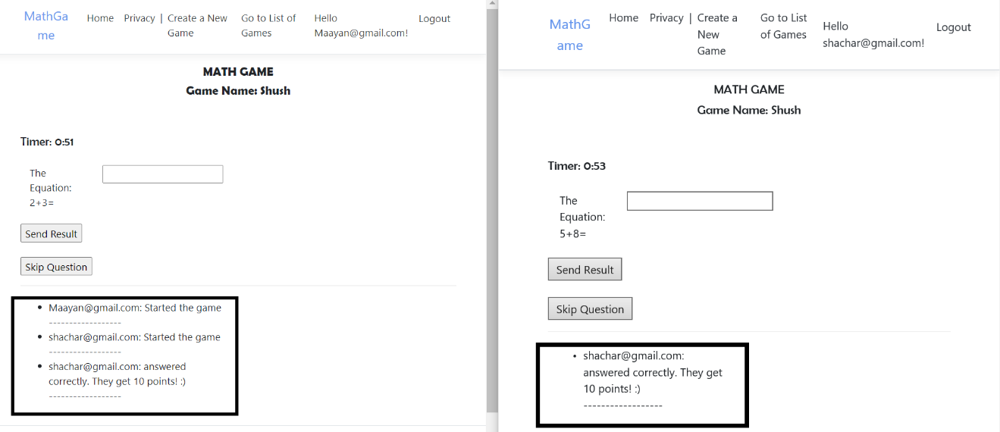 MathGa
me
Home
Privacy |
Create a New
Game
Go to List of
Games
Hello
Maayan@gmail.com!
Logout
MATH GAME
Game Name: Shush
Timer: 0:51
The
Equation:
2+3=
Send Result
Skip Question
• Maayan@gmail.com: Started the game
------------------
• shachar@gmail.com: Started the game
------------------
• shachar@gmail.com: answered
correctly. They get 10 points! :)
------------------
MathG
ame
Home
Privacy |
Create a
New
Game
Go to List
of Games
Hello
shachar@gmail.com!
Logout
MATH GAME
Game Name: Shush
Timer: 0:53
The
Equation:
5+8=
Send Result
Skip Question
• shachar@gmail.com:
answered correctly. They get
10 points! :)
------------------